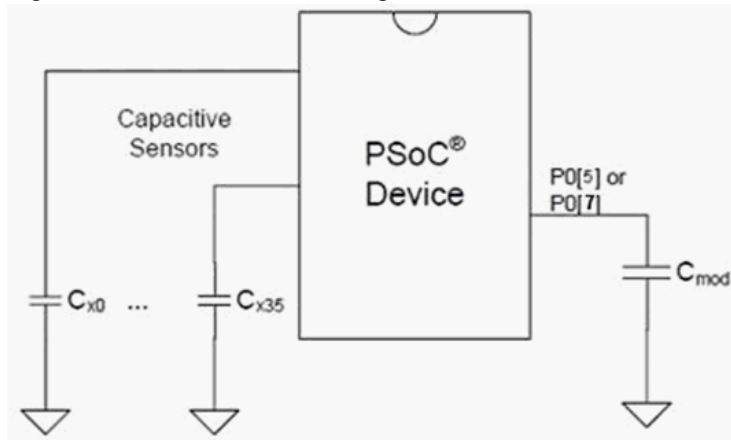 Capacitive
Sensors
PSoC®
Device
P0[5] or
P0[7]
Cx0 ... Cx35
Cmod